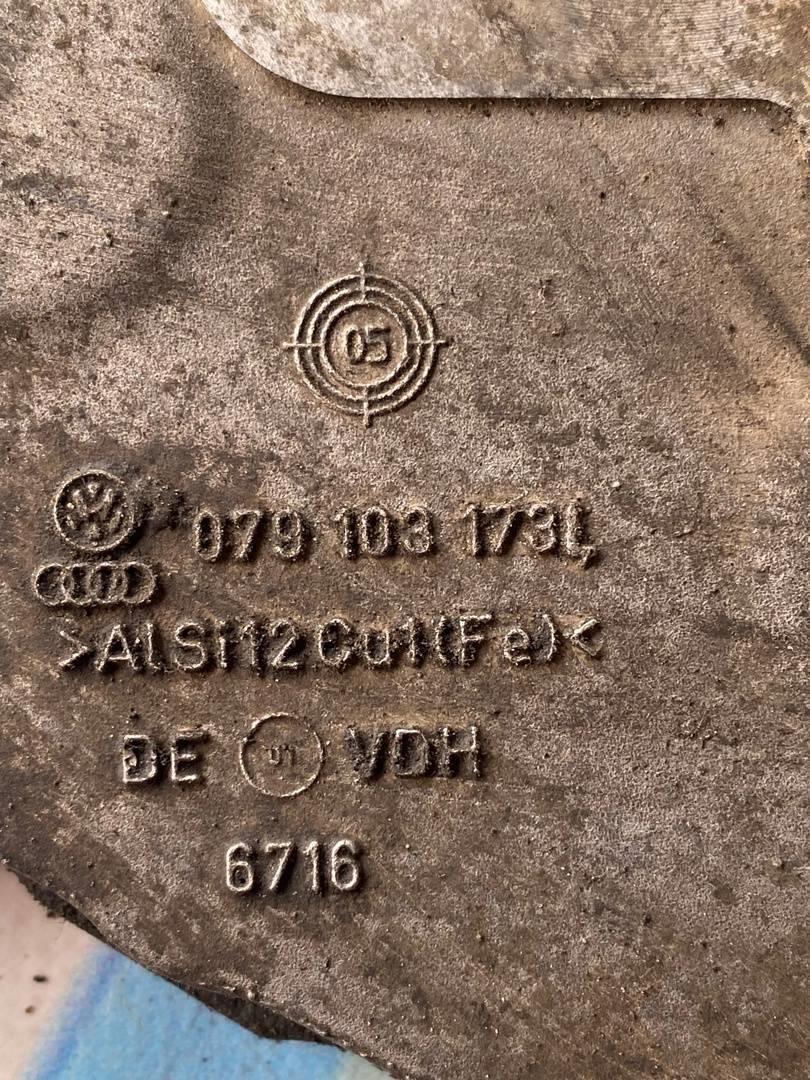 05
079 103 173L
>AlSi12Cu1(Fe)<
DE 01 VDH
6716